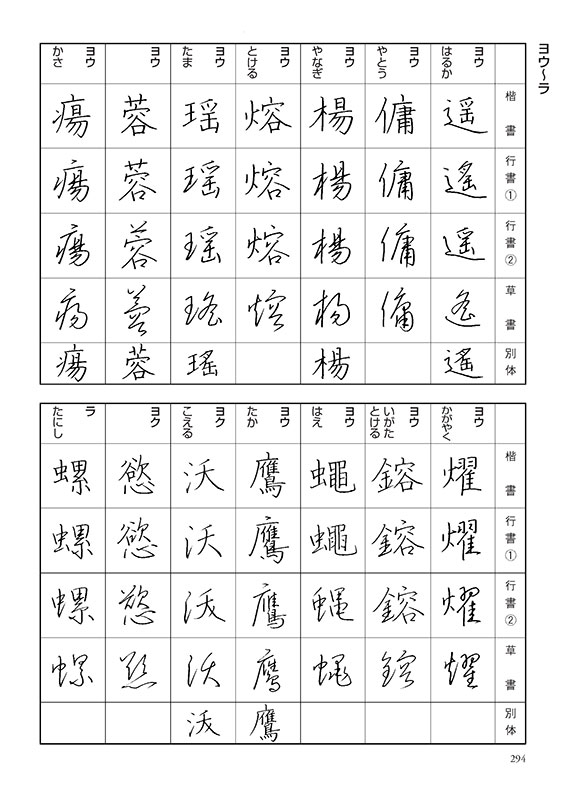 ヨウ〜ラ
楷書 行書① 行書② 草書 別体
ヨウ
はるか
遥 遙 遥 遙 遙
ヨウ
やとう
傭 傭 傭 傭
ヨウ
やなぎ
楊 楊 楊 楊 楊
ヨウ
とける
熔 熔 熔 熔
ヨウ
たま
瑶 瑶 瑶 瑤 瑤
ヨウ
蓉 蓉 蓉 蓉 蓉
ヨウ
かさ
瘍 瘍 瘍 瘍 瘍
楷書 行書① 行書② 草書 別体
ヨウ
かがやく
燿 燿 燿 燿
ヨウ
いがた
とける
鎔 鎔 鎔 鎔
ヨウ
はえ
蠅 蠅 蝿 蝿
ヨウ
たか
鷹 鷹 鷹 鷹 鷹
ヨク
こえる
沃 沃 沃 沃 沃
ヨク
慾 慾 慾 慾
ラ
たにし
螺 螺 螺 螺
294